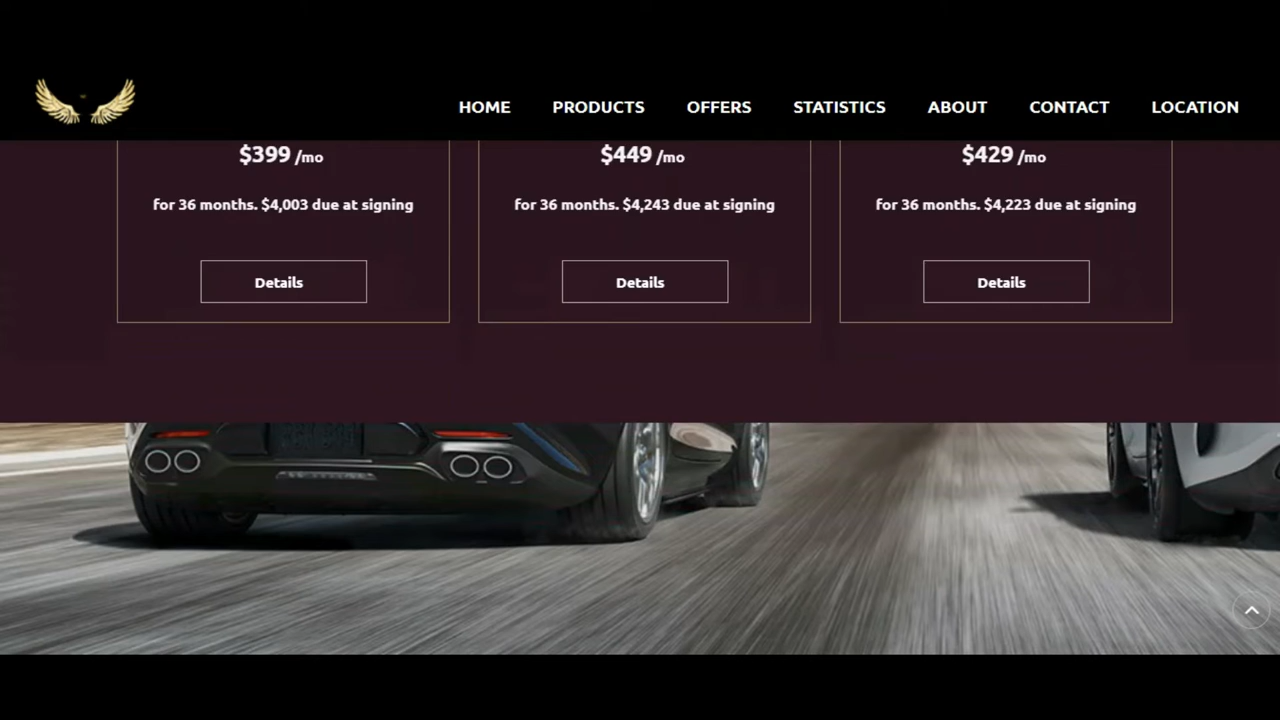 HOME PRODUCTS OFFERS STATISTICS ABOUT CONTACT LOCATION
$399 /mo
for 36 months. $4,003 due at signing
Details
$449 /mo
for 36 months. $4,243 due at signing
Details
$429 /mo
for 36 months. $4,223 due at signing
Details